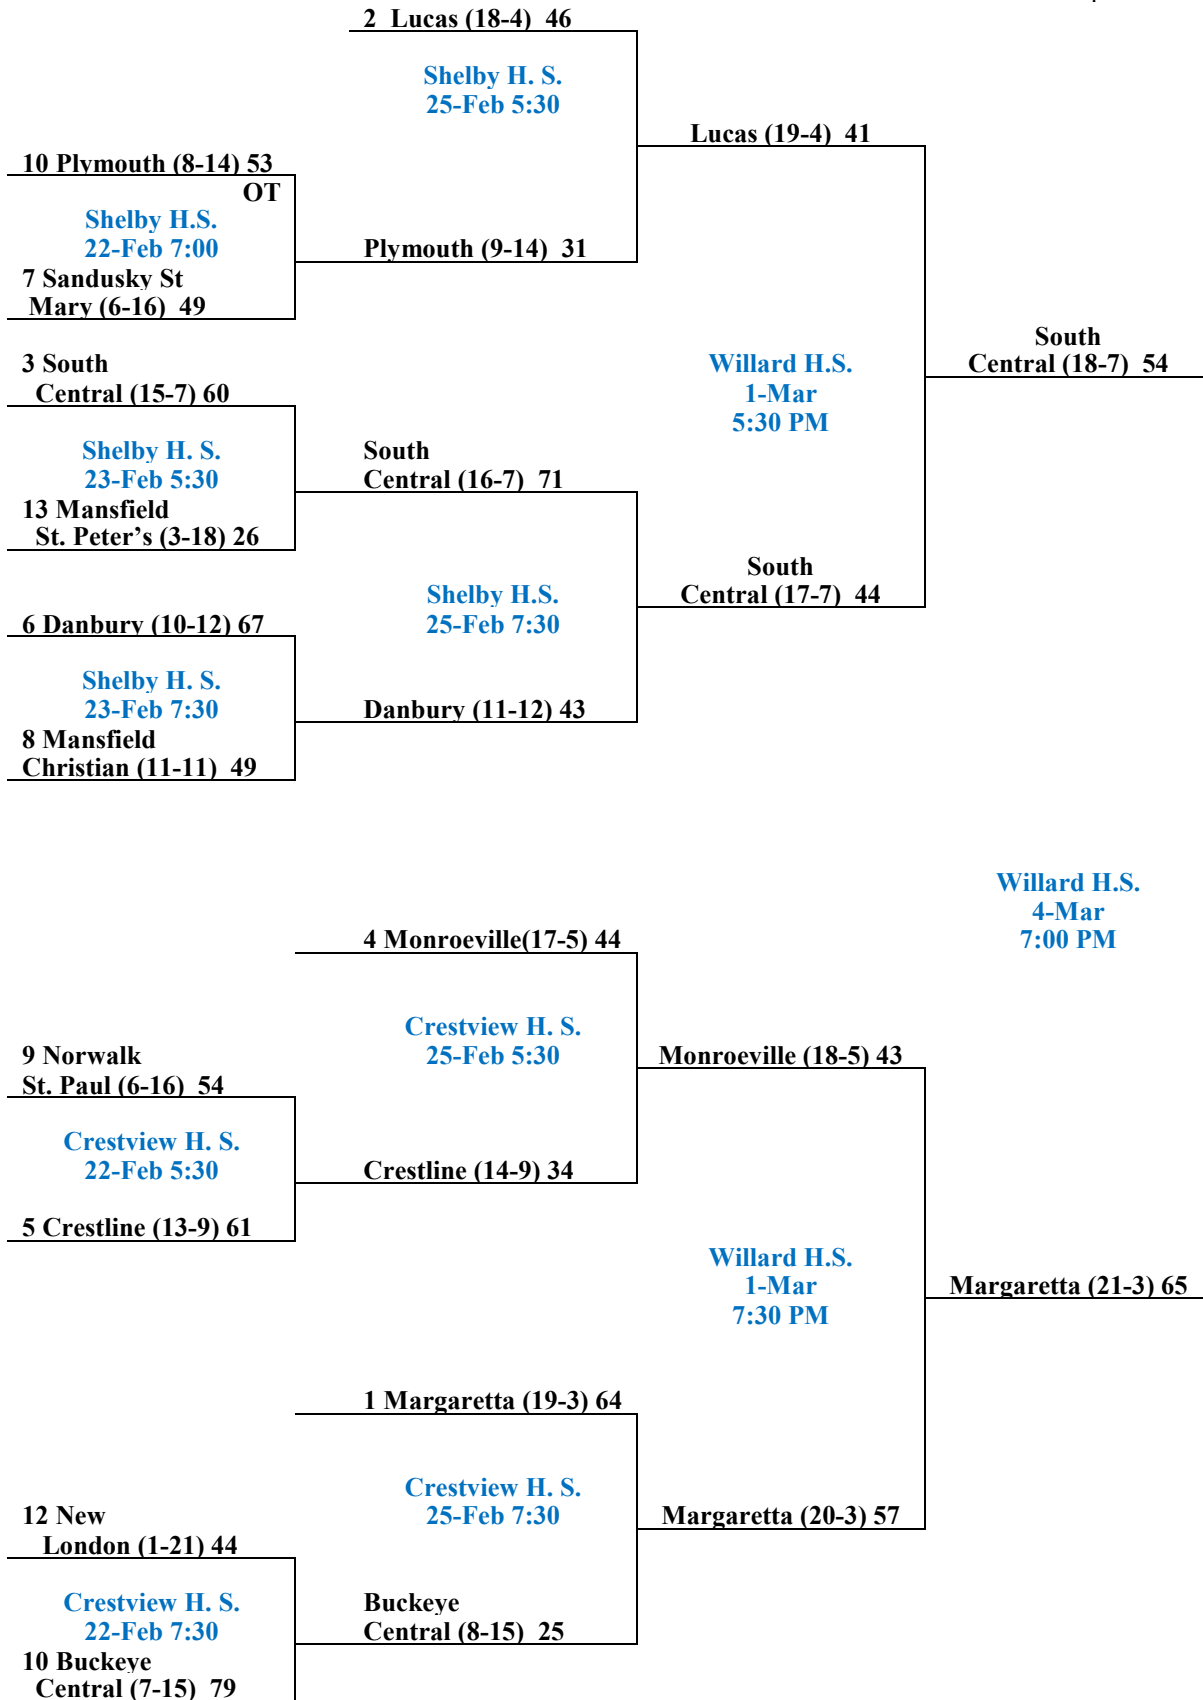 2 Lucas (18-4) 46
Shelby H. S.
25-Feb 5:30
Lucas (19-4) 41
10 Plymouth (8-14) 53
OT
Shelby H.S.
22-Feb 7:00
Plymouth (9-14) 31
7 Sandusky St
Mary (6-16) 49
South
Central (18-7) 54
3 South
Central (15-7) 60
Willard H.S.
1-Mar
5:30 PM
Shelby H. S.
23-Feb 5:30
South
Central (16-7) 71
13 Mansfield
St. Peter’s (3-18) 26
South
Central (17-7) 44
Shelby H.S.
25-Feb 7:30
6 Danbury (10-12) 67
Shelby H. S.
23-Feb 7:30
Danbury (11-12) 43
8 Mansfield
Christian (11-11) 49
Willard H.S.
4-Mar
7:00 PM
4 Monroeville(17-5) 44
Crestview H. S.
25-Feb 5:30
Monroeville (18-5) 43
9 Norwalk
St. Paul (6-16) 54
Crestview H. S.
22-Feb 5:30
Crestline (14-9) 34
5 Crestline (13-9) 61
Willard H.S.
1-Mar
7:30 PM
Margaretta (21-3) 65
1 Margaretta (19-3) 64
Crestview H. S.
25-Feb 7:30
Margaretta (20-3) 57
12 New
London (1-21) 44
Crestview H. S.
22-Feb 7:30
Buckeye
Central (8-15) 25
10 Buckeye
Central (7-15) 79